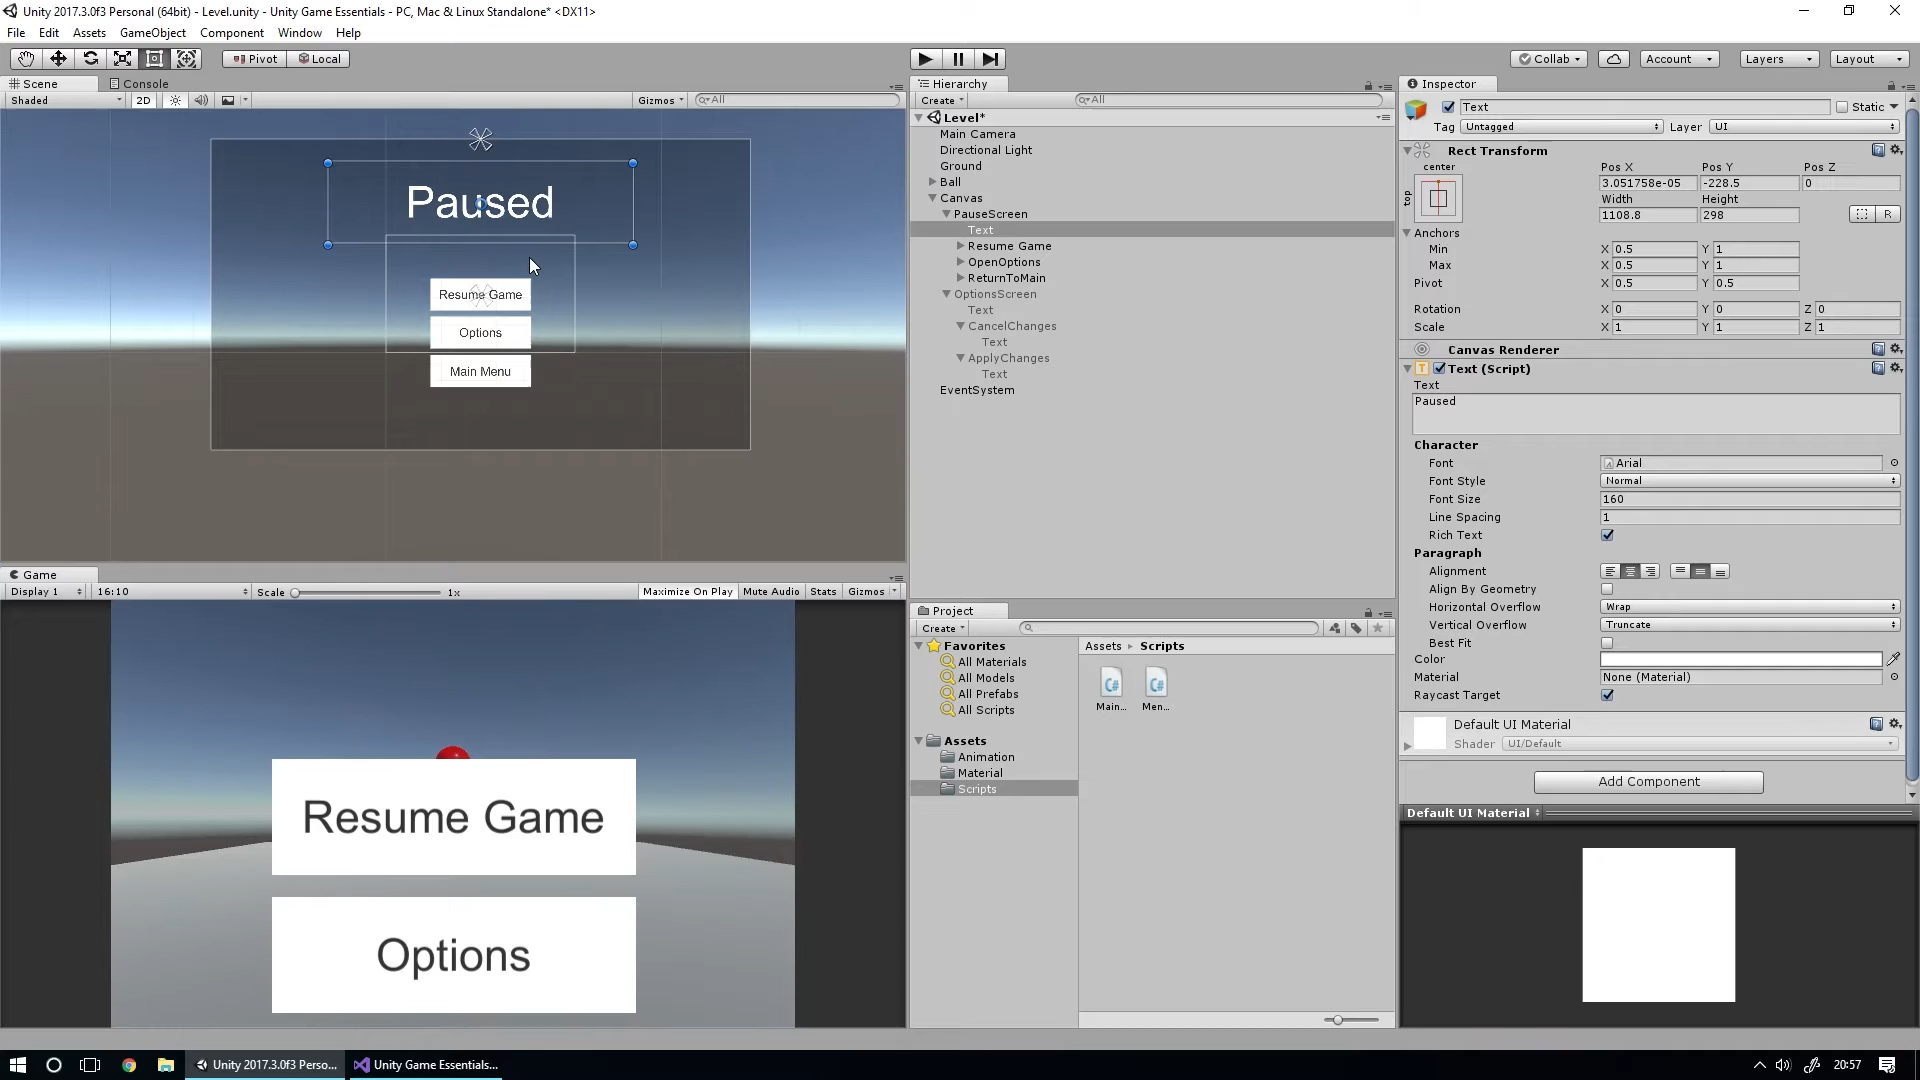 Unity 2017.3.0f3 Personal (64bit) - Level.unity - Unity Game Essentials - PC, Mac & Linux Standalone* <DX11>
File Edit Assets GameObject Component Window Help
Pivot Local
Collab Account Layers Layout
Scene Console
Shaded 2D Gizmos All
Paused
Resume Game
Options
Main Menu
Game
Display 1 16:10 Scale 1x Maximize On Play Mute Audio Stats Gizmos
Resume Game
Options
Hierarchy
Create All
Level*
Main Camera
Directional Light
Ground
Ball
Canvas
PauseScreen
Text
Resume Game
OpenOptions
ReturnToMain
OptionsScreen
Text
CancelChanges
Text
ApplyChanges
Text
EventSystem
Project
Create
Favorites
All Materials
All Models
All Prefabs
All Scripts
Assets
Animation
Material
Scripts
Assets Scripts
Main... Men...
Inspector
Text Static
Tag Untagged Layer UI
Rect Transform
center
top
Pos X Pos Y Pos Z
3.051758e-05 -228.5 0
Width Height
1108.8 298 R
Anchors
Min X 0.5 Y 1
Max X 0.5 Y 1
Pivot X 0.5 Y 0.5
Rotation X 0 Y 0 Z 0
Scale X 1 Y 1 Z 1
Canvas Renderer
Text (Script)
Text
Paused
Character
Font Arial
Font Style Normal
Font Size 160
Line Spacing 1
Rich Text
Paragraph
Alignment
Align By Geometry
Horizontal Overflow Wrap
Vertical Overflow Truncate
Best Fit
Color
Material None (Material)
Raycast Target
Default UI Material
Shader UI/Default
Add Component
Default UI Material
Unity 2017.3.0f3 Perso... Unity Game Essentials... 20:57